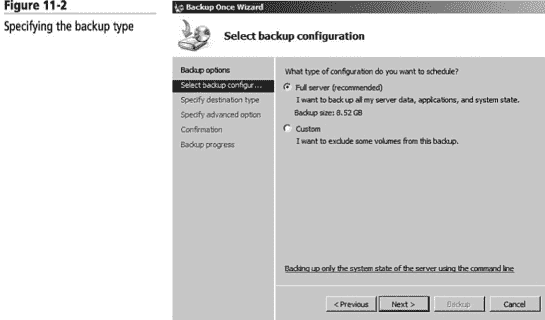 Figure 11-2
Specifying the backup type
Backup Once Wizard
Select backup configuration
Backup options
Select backup configur...
Specify destination type
Specify advanced option
Confirmation
Backup progress
What type of configuration do you want to schedule?
Full server (recommended)
I want to back up all my server data, applications, and system state.
Backup size: 8.52 GB
Custom
I want to exclude some volumes from this backup.
Backing up only the system state of the server using the command line
< Previous
Next >
Backup
Cancel